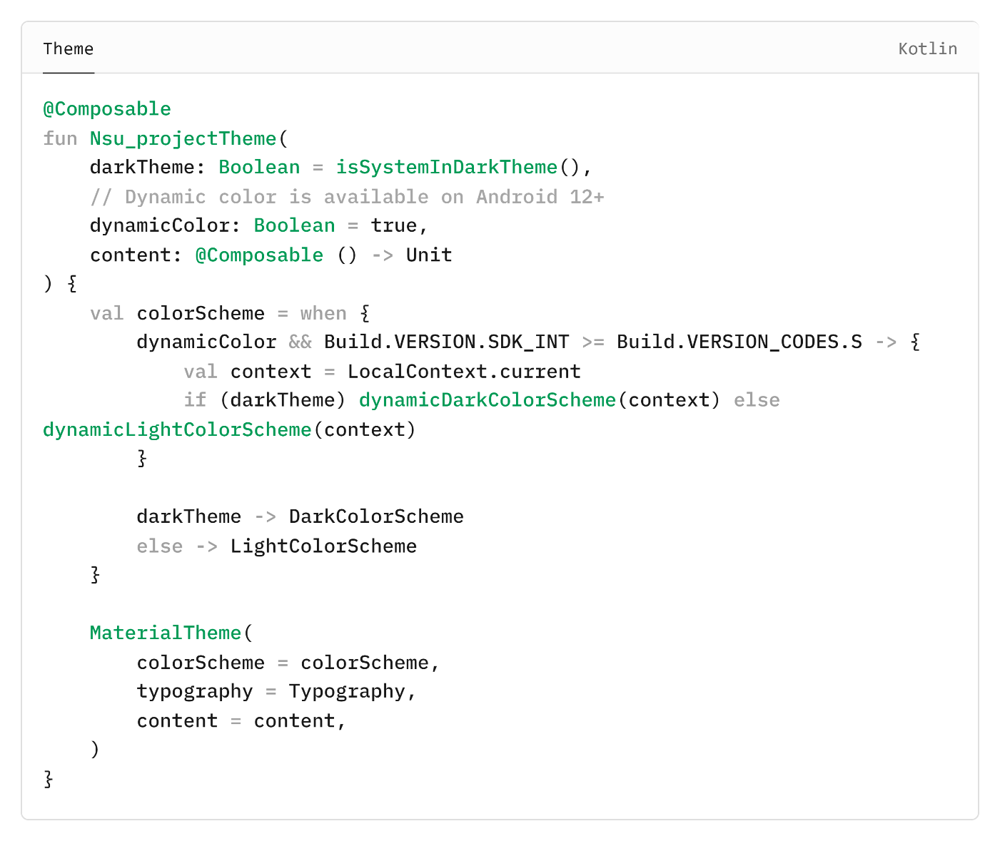 Theme
Kotlin
@Composable
fun Nsu_projectTheme(
    darkTheme: Boolean = isSystemInDarkTheme(),
    // Dynamic color is available on Android 12+
    dynamicColor: Boolean = true,
    content: @Composable () -> Unit
) {
    val colorScheme = when {
        dynamicColor && Build.VERSION.SDK_INT >= Build.VERSION_CODES.S -> {
            val context = LocalContext.current
            if (darkTheme) dynamicDarkColorScheme(context) else
dynamicLightColorScheme(context)
        }

        darkTheme -> DarkColorScheme
        else -> LightColorScheme
    }

    MaterialTheme(
        colorScheme = colorScheme,
        typography = Typography,
        content = content,
    )
}